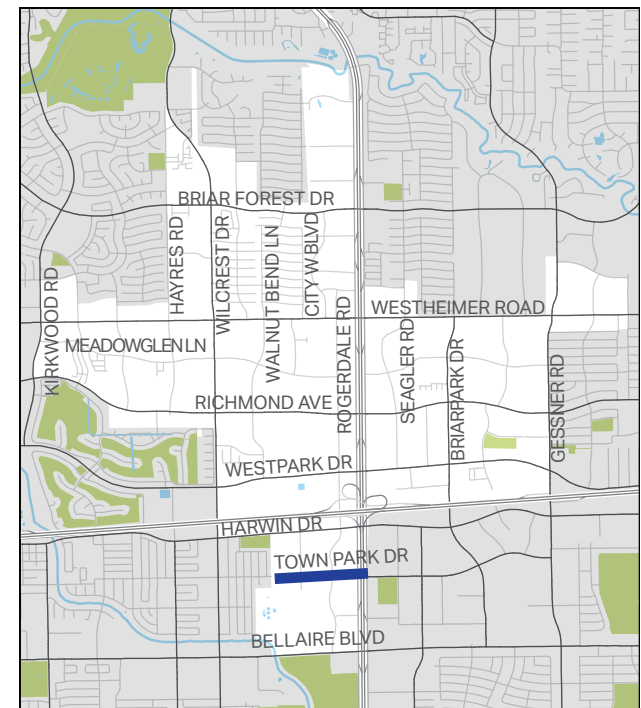 BRIAR FOREST DR
HAYRES RD
WILCREST DR
WALNUT BEND LN
CITY W BLVD
KIRKWOOD RD
ROGERDALE RD
WESTHEIMER ROAD
MEADOWGLEN LN
SEAGLER RD
BRIARPARK DR
GESSNER RD
RICHMOND AVE
WESTPARK DR
HARWIN DR
TOWN PARK DR
BELLAIRE BLVD